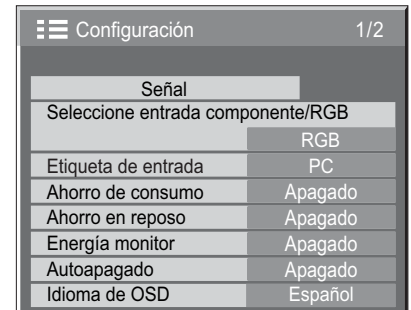 Configuración 1/2
Señal
Seleccione entrada componente/RGB
RGB
Etiqueta de entrada PC
Ahorro de consumo Apagado
Ahorro en reposo Apagado
Energía monitor Apagado
Autoapagado Apagado
Idioma de OSD Español